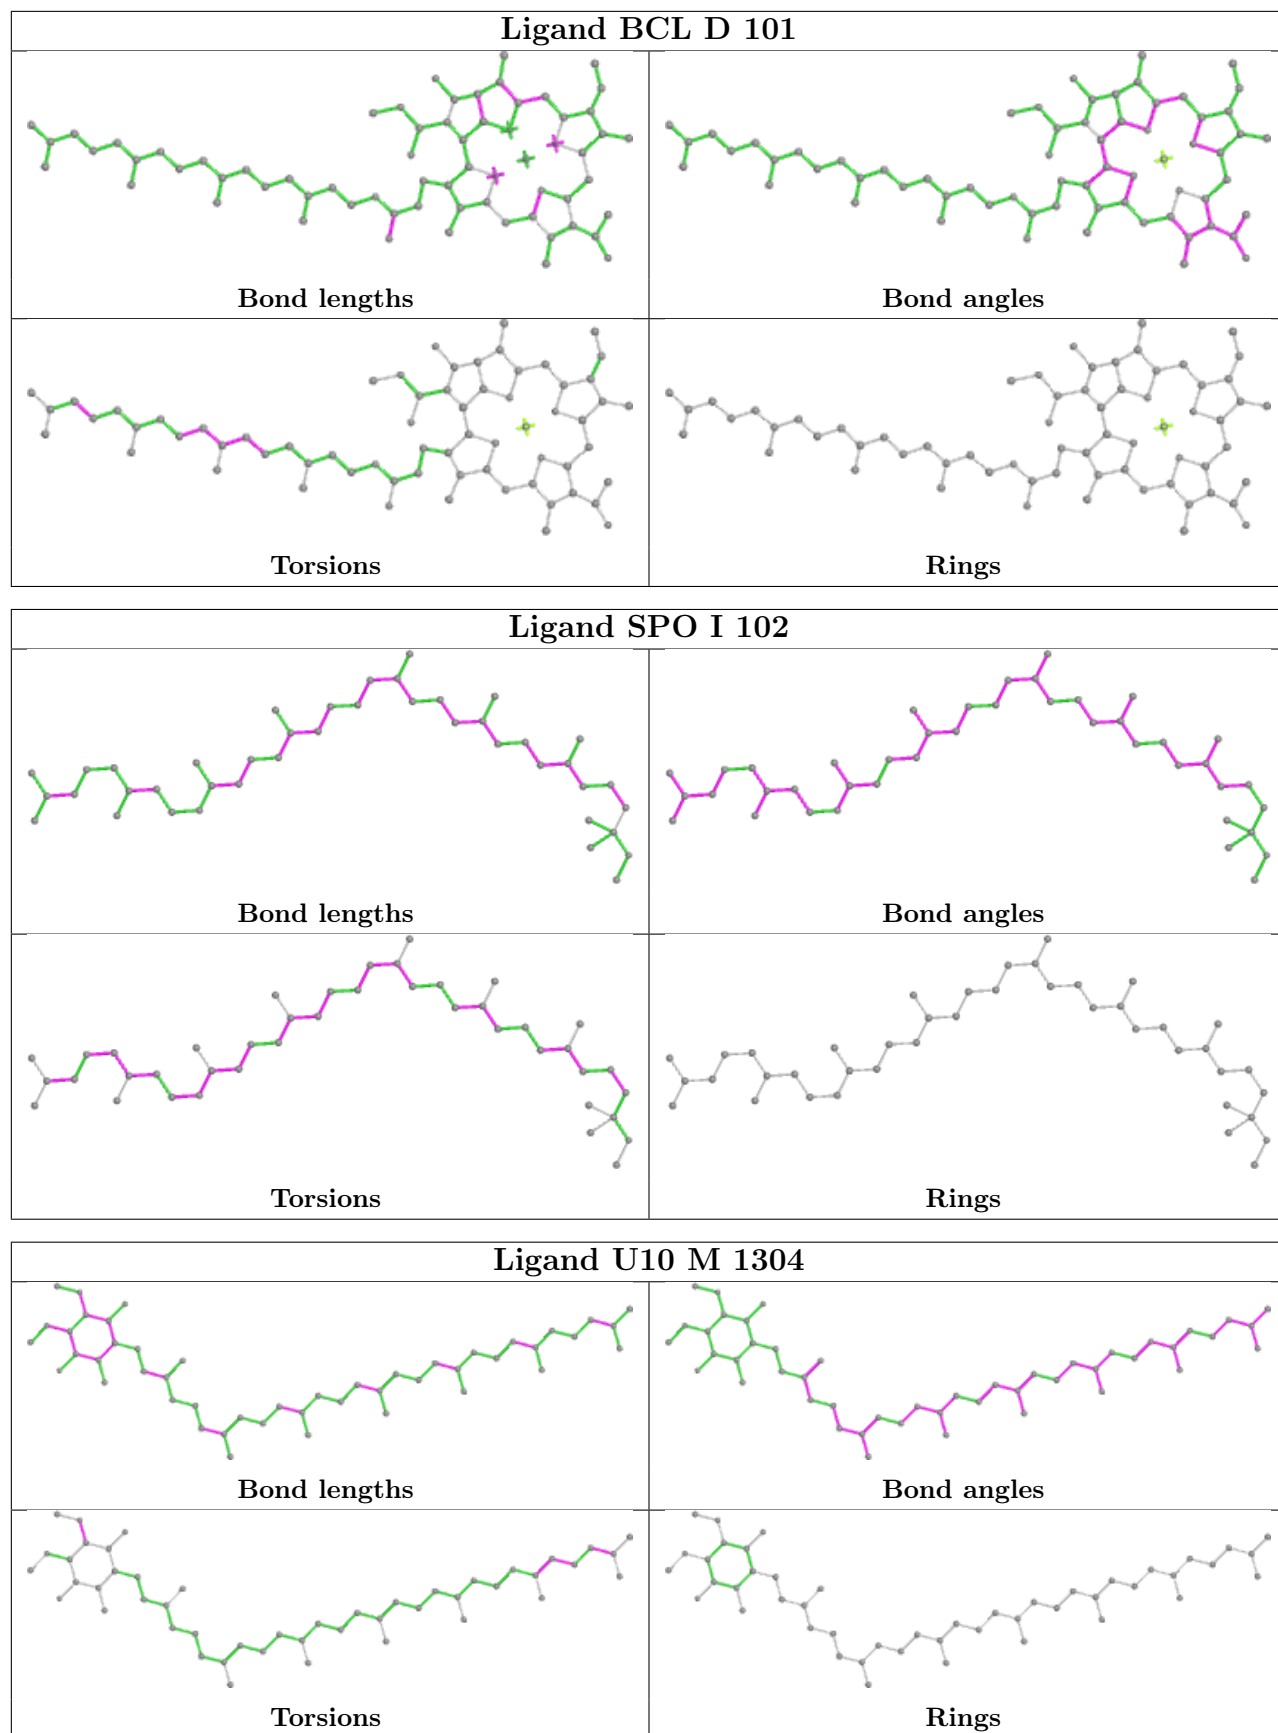 Ligand BCL D 101
Bond lengths
Bond angles
Torsions
Rings
Ligand SPO I 102
Bond lengths
Bond angles
Torsions
Rings
Ligand U10 M 1304
Bond lengths
Bond angles
Torsions
Rings